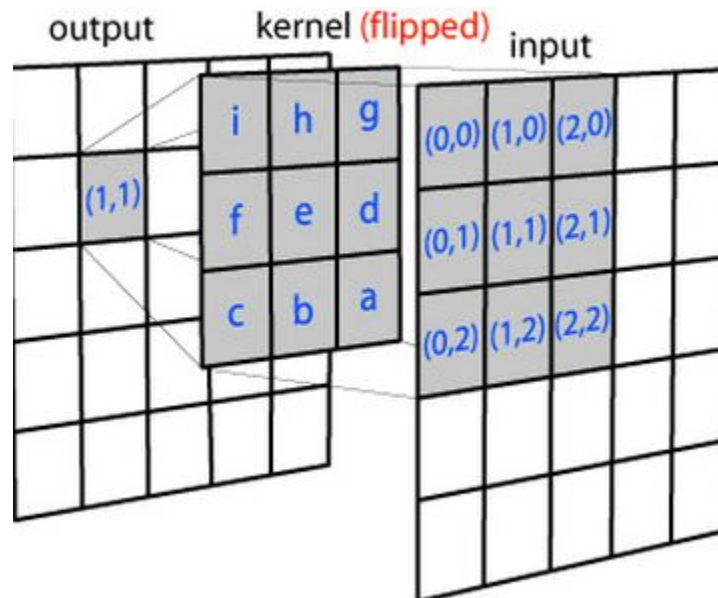 output kernel (flipped) input
i h g (0,0) (1,0) (2,0)
(1,1) f e d (0,1) (1,1) (2,1)
c b a (0,2) (1,2) (2,2)